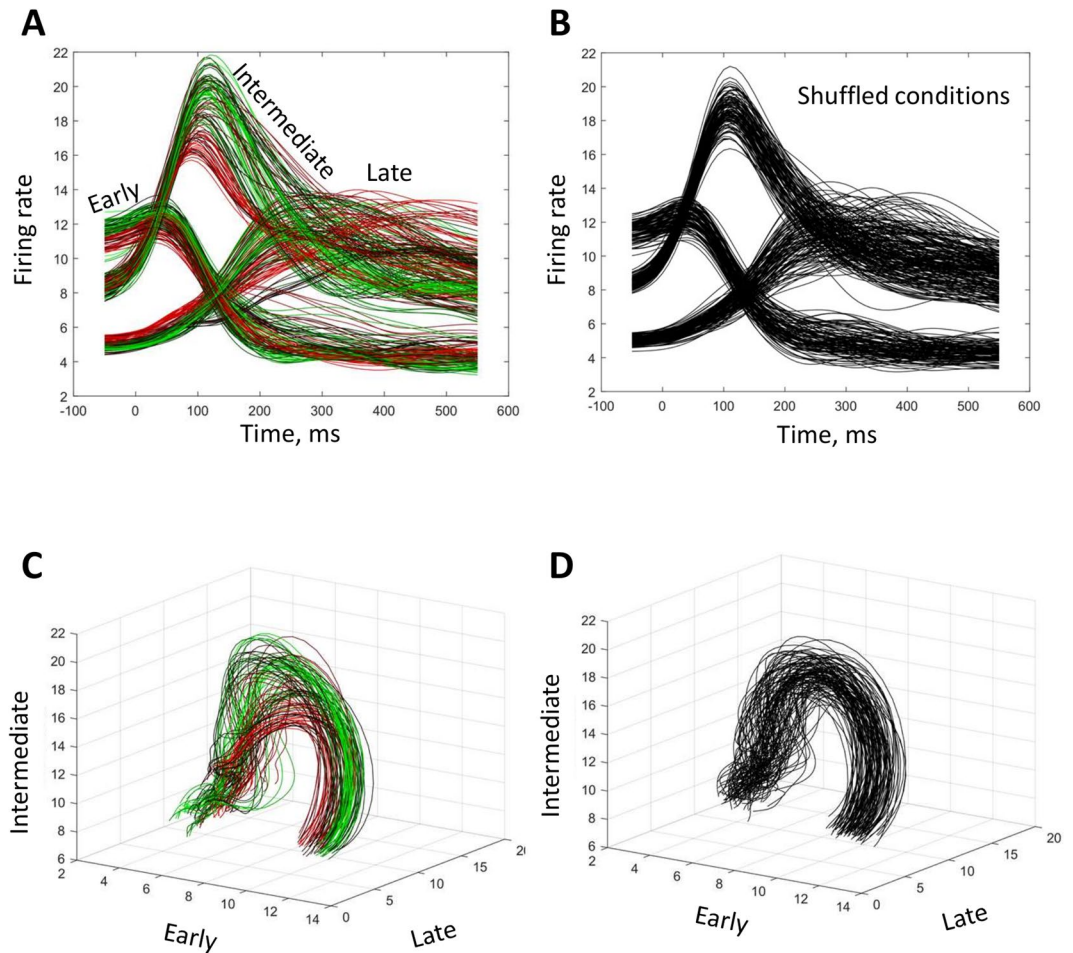 A
22
20
18
16
14
12
10
8
6
4
2
Firing rate
Early
Intermediate
Late
-100 0 100 200 300 400 500 600
Time, ms
B
22
20
18
16
14
12
10
8
6
4
2
Firing rate
Shuffled conditions
-100 0 100 200 300 400 500 600
Time, ms
C
22
20
18
16
14
12
10
8
6
Intermediate
2 4 6 8 10 12 14
Early
0 5 10 15 20
Late
D
22
20
18
16
14
12
10
8
6
Intermediate
2 4 6 8 10 12 14
Early
0 5 10 15 20
Late